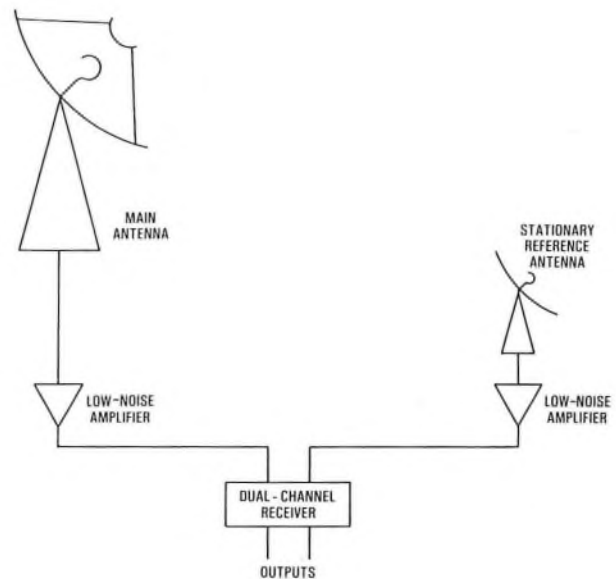 MAIN
ANTENNA
STATIONARY
REFERENCE
ANTENNA
LOW-NOISE
AMPLIFIER
LOW-NOISE
AMPLIFIER
DUAL-CHANNEL
RECEIVER
OUTPUTS